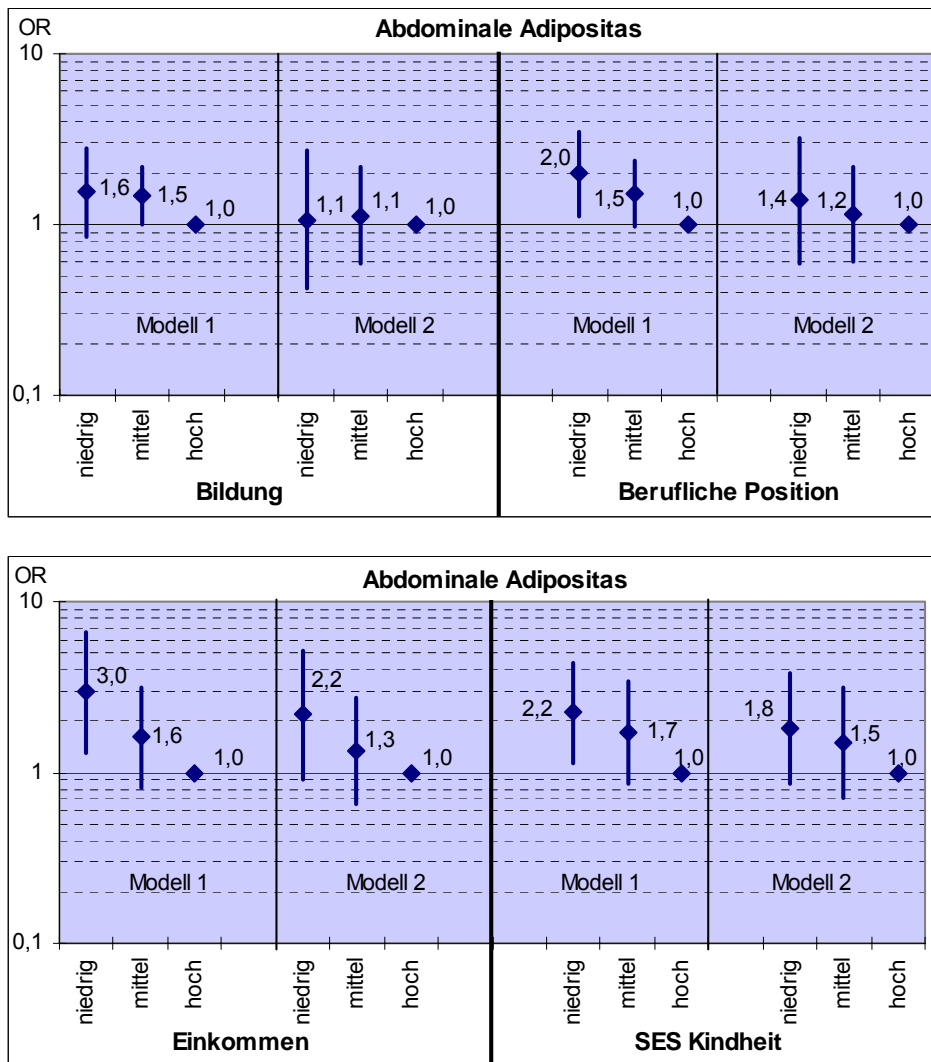 OR
Abdominale Adipositas
10
1
0,1
1,6
1,5
1,0
1,1
1,1
1,0
2,0
1,5
1,0
1,4
1,2
1,0
Modell 1
Modell 2
Modell 1
Modell 2
niedrig
mittel
hoch
niedrig
mittel
hoch
niedrig
mittel
hoch
niedrig
mittel
hoch
Bildung
Berufliche Position
OR
Abdominale Adipositas
10
1
0,1
3,0
1,6
1,0
2,2
1,3
1,0
2,2
1,7
1,0
1,8
1,5
1,0
Modell 1
Modell 2
Modell 1
Modell 2
niedrig
mittel
hoch
niedrig
mittel
hoch
niedrig
mittel
hoch
niedrig
mittel
hoch
Einkommen
SES Kindheit